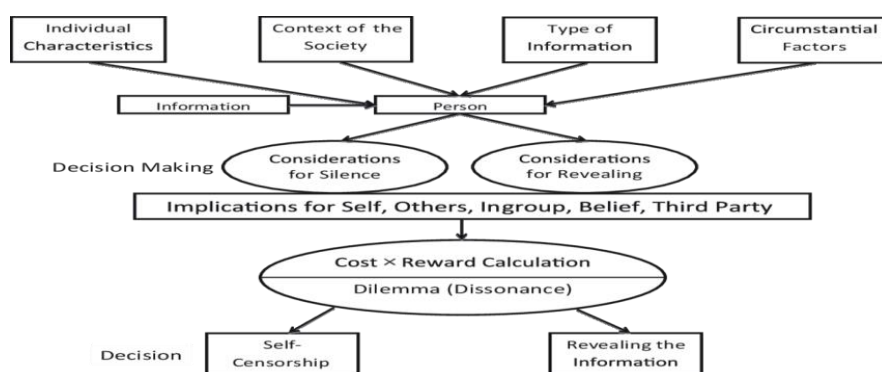 Individual
Characteristics
Context of the
Society
Type of
Information
Circumstantial
Factors
Information
Person
Decision Making
Considerations
for Silence
Considerations
for Revealing
Implications for Self, Others, Ingroup, Belief, Third Party
Cost × Reward Calculation
Dilemma (Dissonance)
Decision
Self-
Censorship
Revealing the
Information